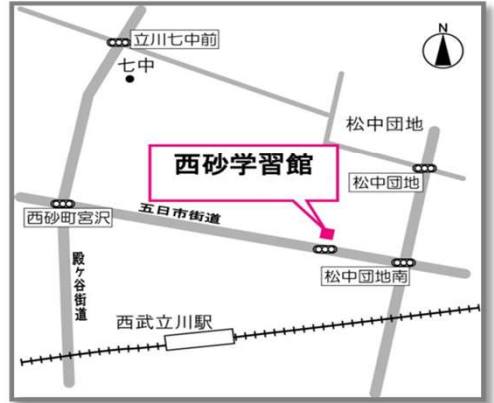 立川七中前
N
七中
松中団地
西砂学習館
松中団地
五日市街道
西砂町宮沢
松中団地南
殿ヶ谷街道
西武立川駅